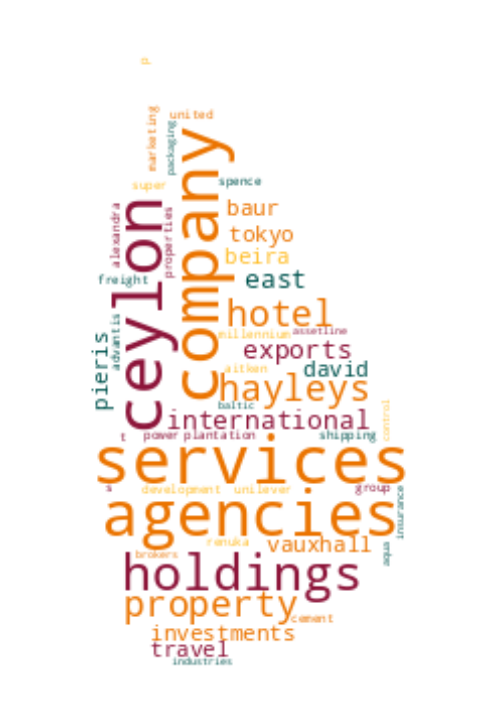 p
marketing
united
packaging
company
spence
super
ceylon
alexandra
properties
baur
tokyo
beira
east
freight
hotel
advantis
pieris
millennium
assetline
exports
aitken
david
hayleys
baltic
control
international
t
power
plantation
shipping
services
s
development
unilever
group
insurance
agencies
renuka
vauxhall
aqua
brokers
holdings
property
cement
investments
travel
industries